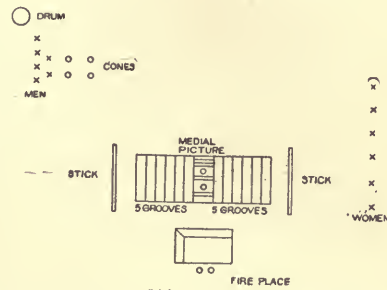 DRUM
CONES
MEN
MEDIAL
PICTURE
STICK
STICK
5 GROOVES 5 GROOVES
WOMEN
FIRE PLACE